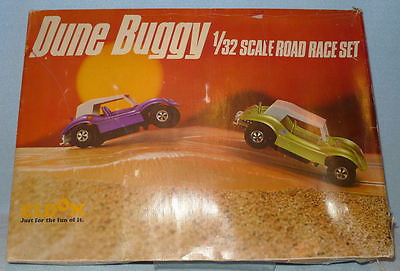 Dune Buggy 1/32 SCALE ROAD RACE SET
ELDON
Just for the fun of it.